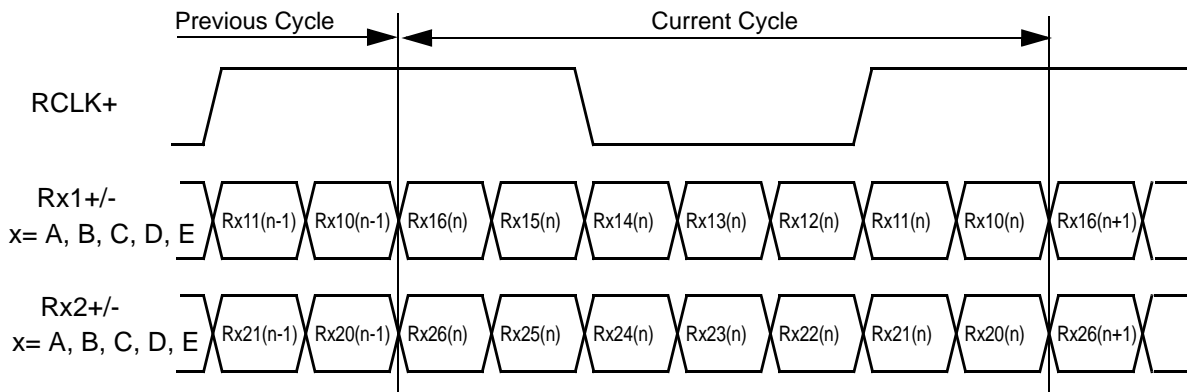 Previous Cycle Current Cycle
RCLK+
Rx1+/-
x= A, B, C, D, E
Rx11(n-1) Rx10(n-1) Rx16(n) Rx15(n) Rx14(n) Rx13(n) Rx12(n) Rx11(n) Rx10(n) Rx16(n+1)
Rx2+/-
x= A, B, C, D, E
Rx21(n-1) Rx20(n-1) Rx26(n) Rx25(n) Rx24(n) Rx23(n) Rx22(n) Rx21(n) Rx20(n) Rx26(n+1)